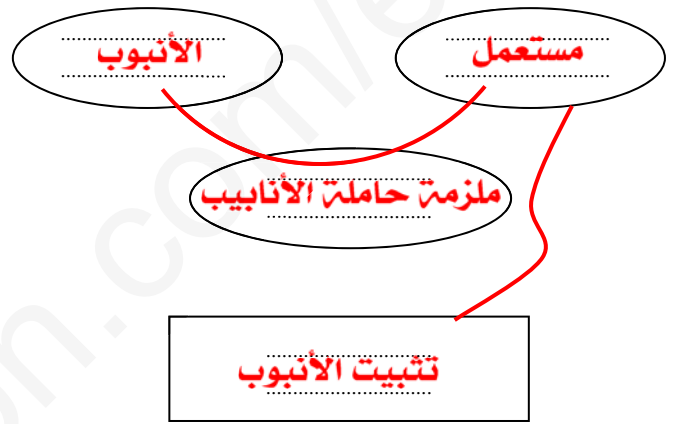 مستعمل
الأنبوب
ملزمة حاملة الأنابيب
تثبيت الأنبوب